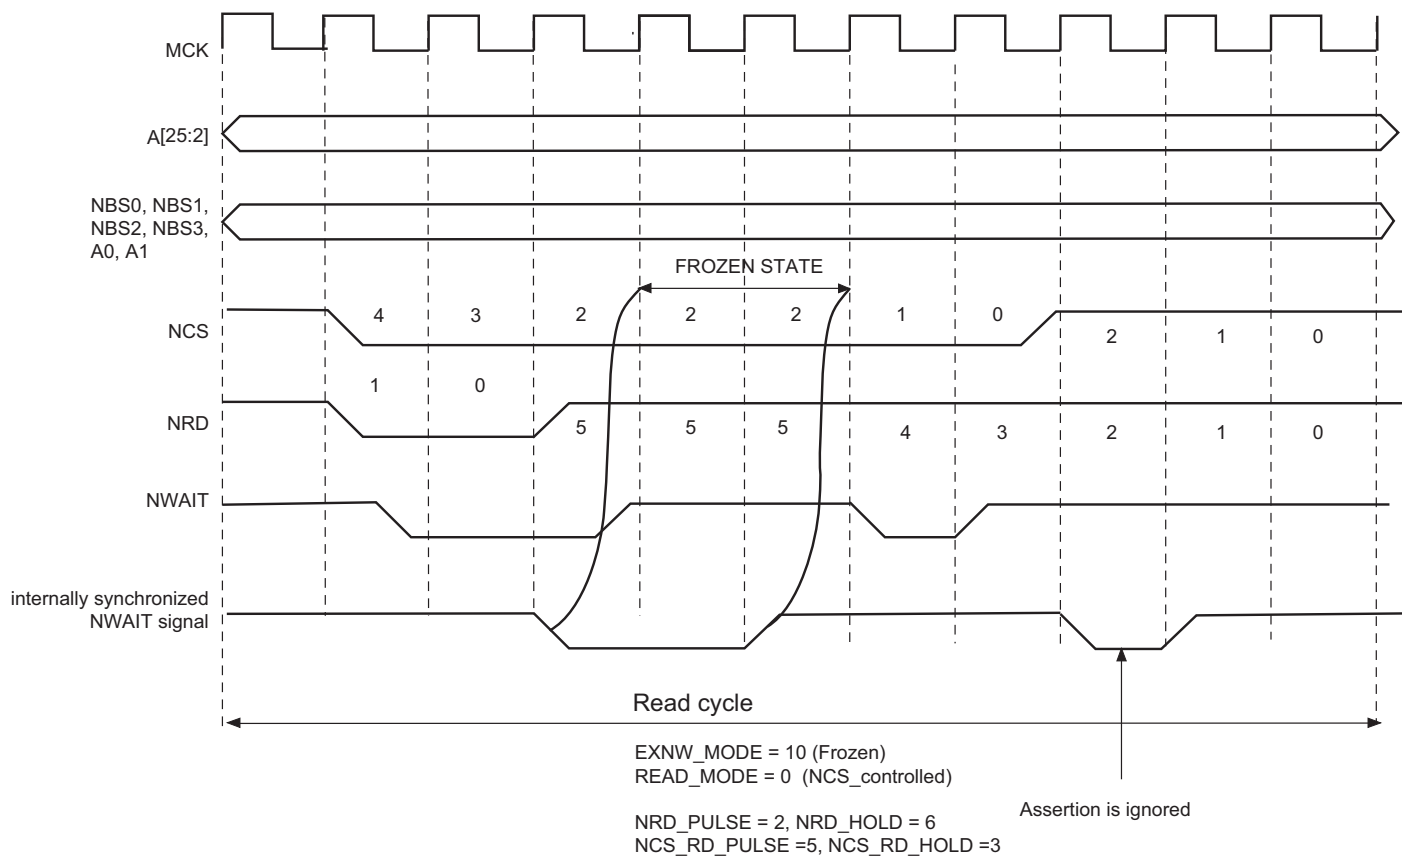 MCK
A[25:2]
NBS0, NBS1,
NBS2, NBS3,
A0, A1
FROZEN STATE
NCS
4 3 2 2 2 1 0
2 1 0
1 0
NRD
5 5 5 4 3 2 1 0
NWAIT
internally synchronized
NWAIT signal
Read cycle
EXNW_MODE = 10 (Frozen)
READ_MODE = 0 (NCS_controlled)
Assertion is ignored
NRD_PULSE = 2, NRD_HOLD = 6
NCS_RD_PULSE =5, NCS_RD_HOLD =3